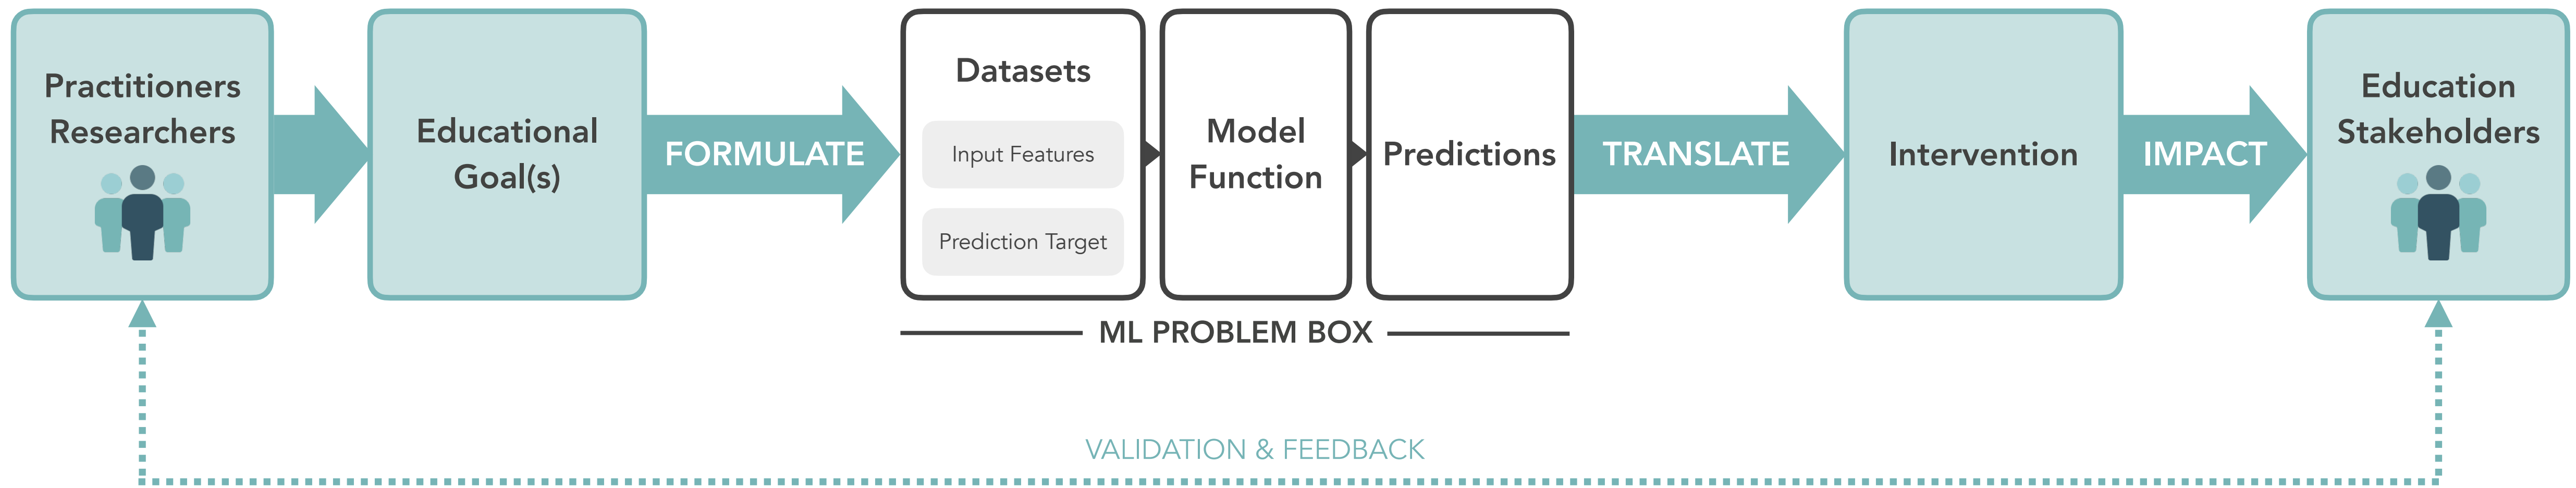 Practitioners
Researchers
Educational
Goal(s)
FORMULATE
Datasets
Input Features
Prediction Target
Model
Function
Predictions
ML PROBLEM BOX
TRANSLATE
Intervention
IMPACT
Education
Stakeholders
VALIDATION & FEEDBACK